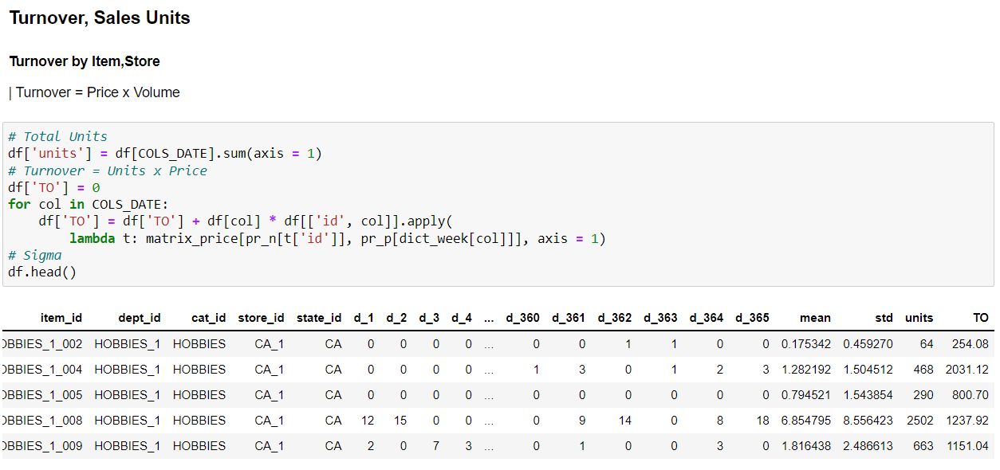 Turnover, Sales Units
Turnover by Item,Store
| Turnover = Price x Volume
# Total Units
df['units'] = df[COLS_DATE].sum(axis = 1)
# Turnover = Units x Price
df['TO'] = 0
for col in COLS_DATE:
    df['TO'] = df['TO'] + df[col] * df[['id', col]].apply(
        lambda t: matrix_price[pr_n[t['id']], pr_p[dict_week[col]]], axis = 1)
# Sigma
df.head()
item_id dept_id cat_id store_id state_id d_1 d_2 d_3 d_4 ... d_360 d_361 d_362 d_363 d_364 d_365 mean std units TO
OBBIES_1_002 HOBBIES_1 HOBBIES CA_1 CA 0 0 0 0 ... 0 0 1 1 0 0 0.175342 0.459270 64 254.08
OBBIES_1_004 HOBBIES_1 HOBBIES CA_1 CA 0 0 0 0 ... 1 3 0 1 2 3 1.282192 1.504512 468 2031.12
OBBIES_1_005 HOBBIES_1 HOBBIES CA_1 CA 0 0 0 0 ... 0 0 0 0 0 0 0.794521 1.543854 290 800.70
OBBIES_1_008 HOBBIES_1 HOBBIES CA_1 CA 12 15 0 0 ... 0 9 14 0 8 18 6.854795 8.556423 2502 1237.92
OBBIES_1_009 HOBBIES_1 HOBBIES CA_1 CA 2 0 7 3 ... 0 1 0 0 3 0 1.816438 2.486613 663 1151.04